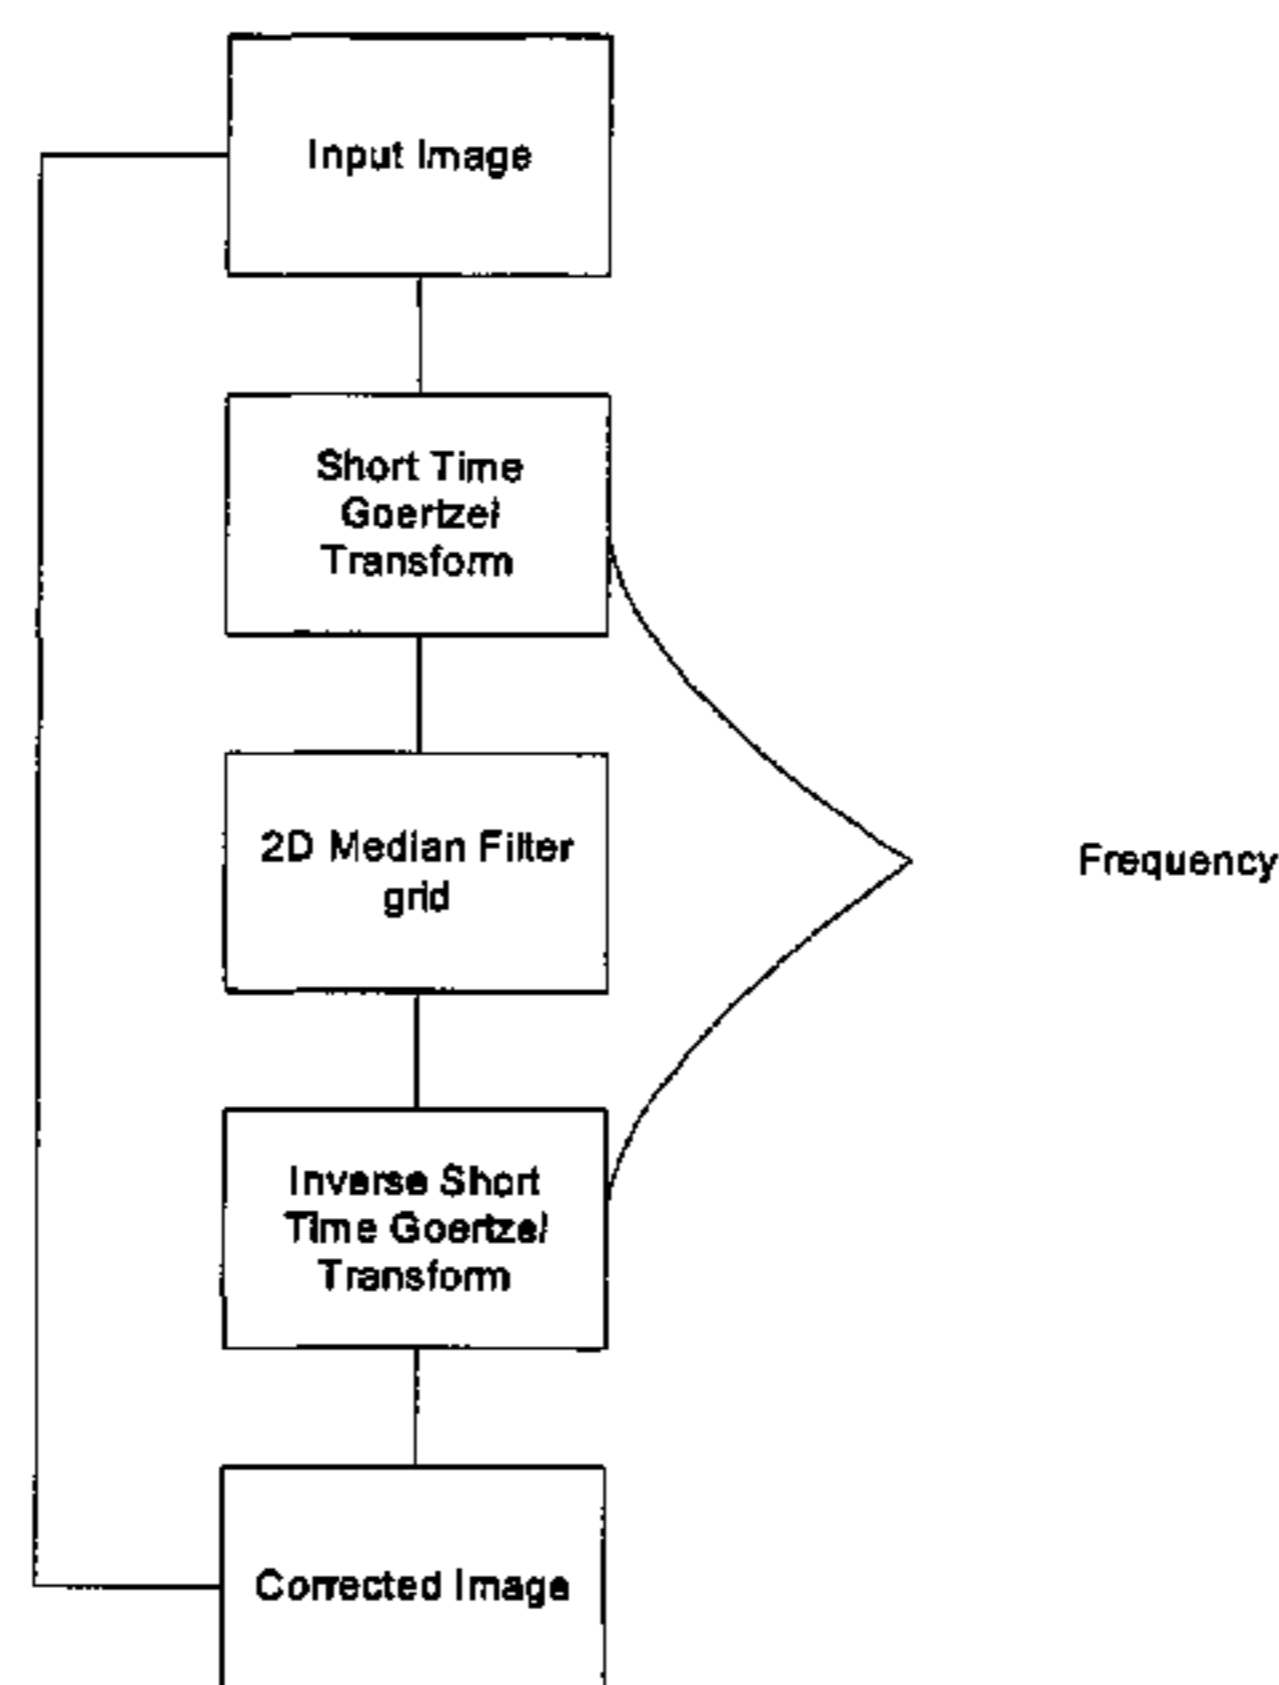 Input Image
Short Time
Goertzel
Transform
2D Median Filter
grid
Frequency
Inverse Short
Time Goertzel
Transform
Corrected Image